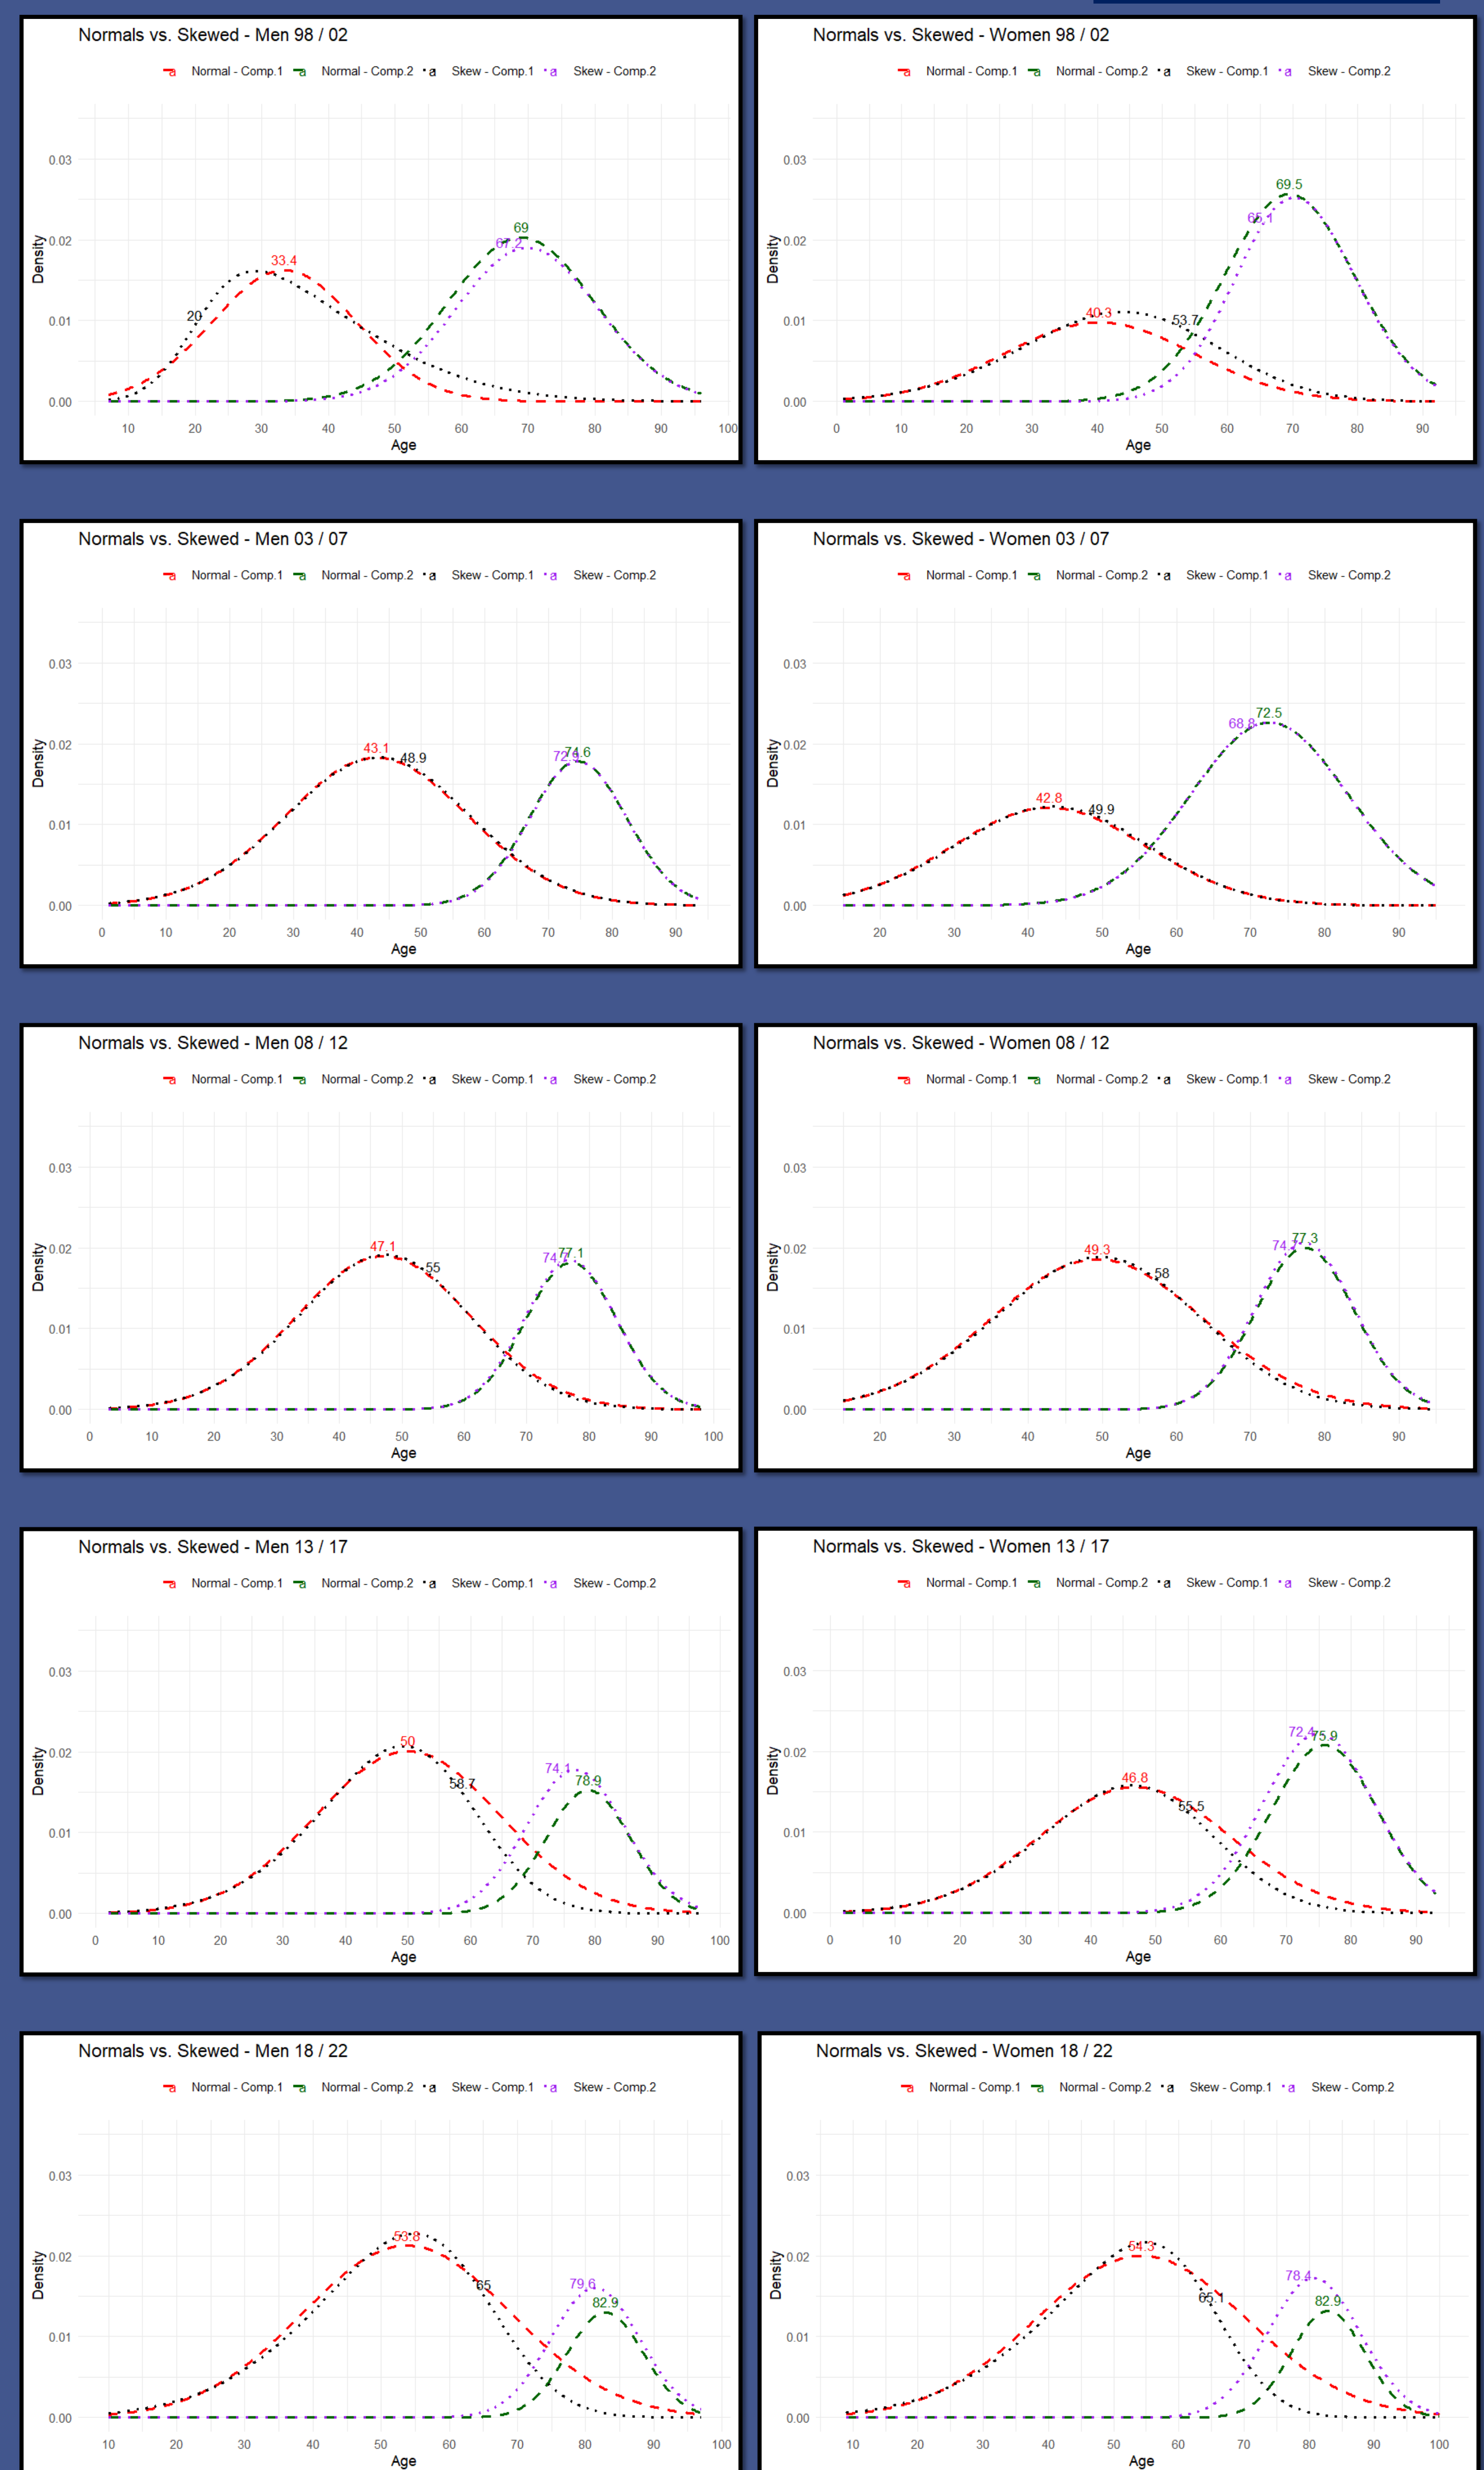 Normals vs. Skewed - Men 98 / 02
a Normal - Comp.1 a Normal - Comp.2 a Skew - Comp.1 a Skew - Comp.2
Density
0.03
0.02
0.01
0.00
33.4
20
69
67.2
10 20 30 40 50 60 70 80 90 100
Age
Normals vs. Skewed - Women 98 / 02
a Normal - Comp.1 a Normal - Comp.2 a Skew - Comp.1 a Skew - Comp.2
Density
0.03
0.02
0.01
0.00
69.5
65.1
40.3
53.7
0 10 20 30 40 50 60 70 80 90
Age
Normals vs. Skewed - Men 03 / 07
a Normal - Comp.1 a Normal - Comp.2 a Skew - Comp.1 a Skew - Comp.2
Density
0.03
0.02
0.01
0.00
43.1
48.9
74.6
0 10 20 30 40 50 60 70 80 90
Age
Normals vs. Skewed - Women 03 / 07
a Normal - Comp.1 a Normal - Comp.2 a Skew - Comp.1 a Skew - Comp.2
Density
0.03
0.02
0.01
0.00
72.5
68.8
42.8
49.9
20 30 40 50 60 70 80 90
Age
Normals vs. Skewed - Men 08 / 12
a Normal - Comp.1 a Normal - Comp.2 a Skew - Comp.1 a Skew - Comp.2
Density
0.03
0.02
0.01
0.00
47.1
55
77.1
0 10 20 30 40 50 60 70 80 90 100
Age
Normals vs. Skewed - Women 08 / 12
a Normal - Comp.1 a Normal - Comp.2 a Skew - Comp.1 a Skew - Comp.2
Density
0.03
0.02
0.01
0.00
49.3
58
77.3
20 30 40 50 60 70 80 90
Age
Normals vs. Skewed - Men 13 / 17
a Normal - Comp.1 a Normal - Comp.2 a Skew - Comp.1 a Skew - Comp.2
Density
0.03
0.02
0.01
0.00
50
58.7
74.1
78.9
0 10 20 30 40 50 60 70 80 90 100
Age
Normals vs. Skewed - Women 13 / 17
a Normal - Comp.1 a Normal - Comp.2 a Skew - Comp.1 a Skew - Comp.2
Density
0.03
0.02
0.01
0.00
72.4
75.9
46.8
55.5
0 10 20 30 40 50 60 70 80 90
Age
Normals vs. Skewed - Men 18 / 22
a Normal - Comp.1 a Normal - Comp.2 a Skew - Comp.1 a Skew - Comp.2
Density
0.03
0.02
0.01
0.00
53.8
65
79.6
82.9
10 20 30 40 50 60 70 80 90 100
Age
Normals vs. Skewed - Women 18 / 22
a Normal - Comp.1 a Normal - Comp.2 a Skew - Comp.1 a Skew - Comp.2
Density
0.03
0.02
0.01
0.00
54.3
65.1
78.4
82.9
10 20 30 40 50 60 70 80 90 100
Age